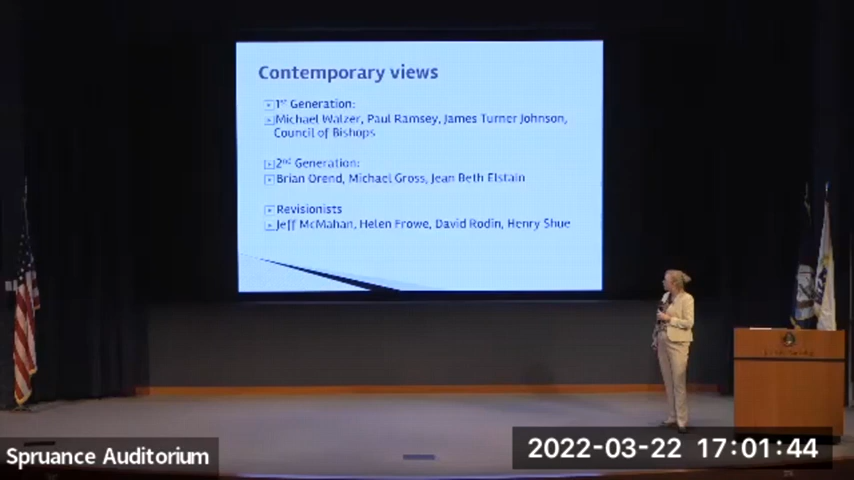 Contemporary views
1st Generation:
Michael Walzer, Paul Ramsey, James Turner Johnson,
Council of Bishops
2nd Generation:
Brian Orend, Michael Gross, Jean Beth Elstain
Revisionists
Jeff McMahan, Helen Frowe, David Rodin, Henry Shue
Spruance Auditorium
2022-03-22 17:01:44